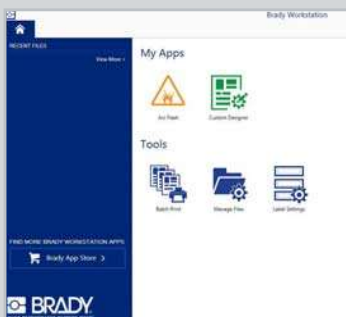 Brady Workstation
RECENT FILES
View More >
My Apps
Arc Flash
Custom Designer
Tools
Batch Print
Manage Files
Label Settings
FIND MORE BRADY WORKSTATION APPS
Brady App Store >
BRADY